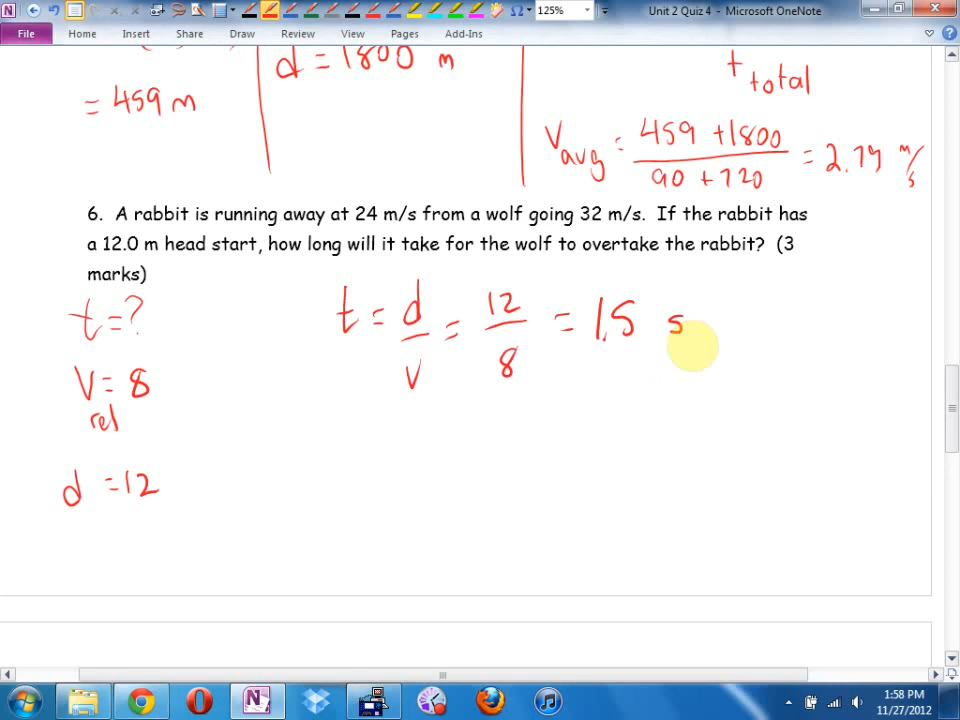 125%
Unit 2 Quiz 4 - Microsoft OneNote
File Home Insert Share Draw Review View Pages Add-Ins
d = 1800 m
= 459 m
t total
Vavg = 459 + 1800 / 90 + 720 = 2.79 m/s
6. A rabbit is running away at 24 m/s from a wolf going 32 m/s. If the rabbit has
a 12.0 m head start, how long will it take for the wolf to overtake the rabbit? (3
marks)
t = ?
t = d / v = 12 / 8 = 1.5 s
V rel = 8
d = 12
1:58 PM
11/27/2012